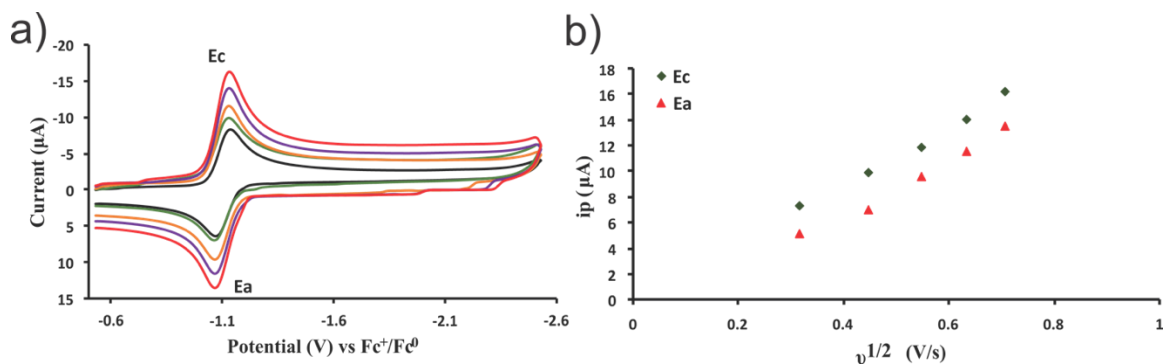 a)
Ec
Ea
-20
-15
-10
-5
0
5
10
15
Current (µA)
-0.6
-1.1
-1.6
-2.1
-2.6
Potential (V) vs Fc⁺/Fc⁰
b)
Ec
Ea
18
16
14
12
10
8
6
4
2
0
ip (µA)
0
0.2
0.4
0.6
0.8
1
υ^1/2 (V/s)